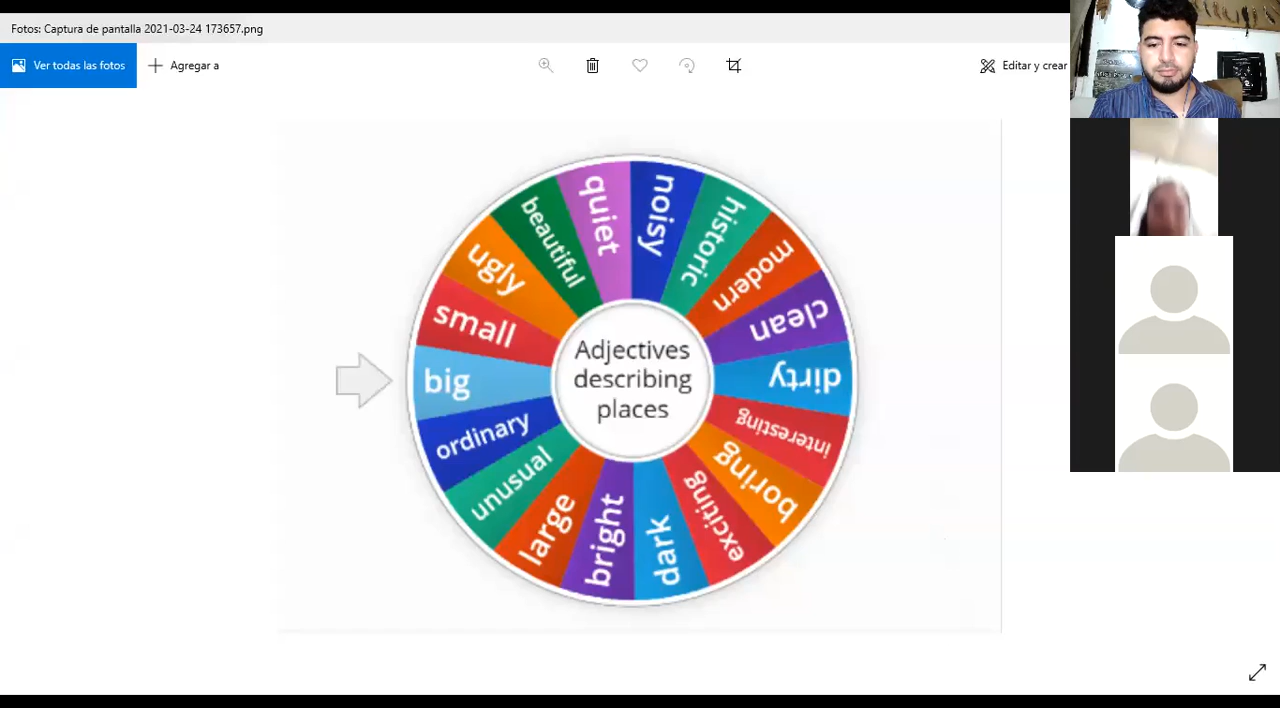 Fotos: Captura de pantalla 2021-03-24 173657.png
Ver todas las fotos
Agregar a
Editar y crear
Adjectives
describing
places
big
small
ugly
beautiful
quiet
noisy
historic
modern
clean
dirty
interesting
boring
exciting
dark
bright
large
unusual
ordinary